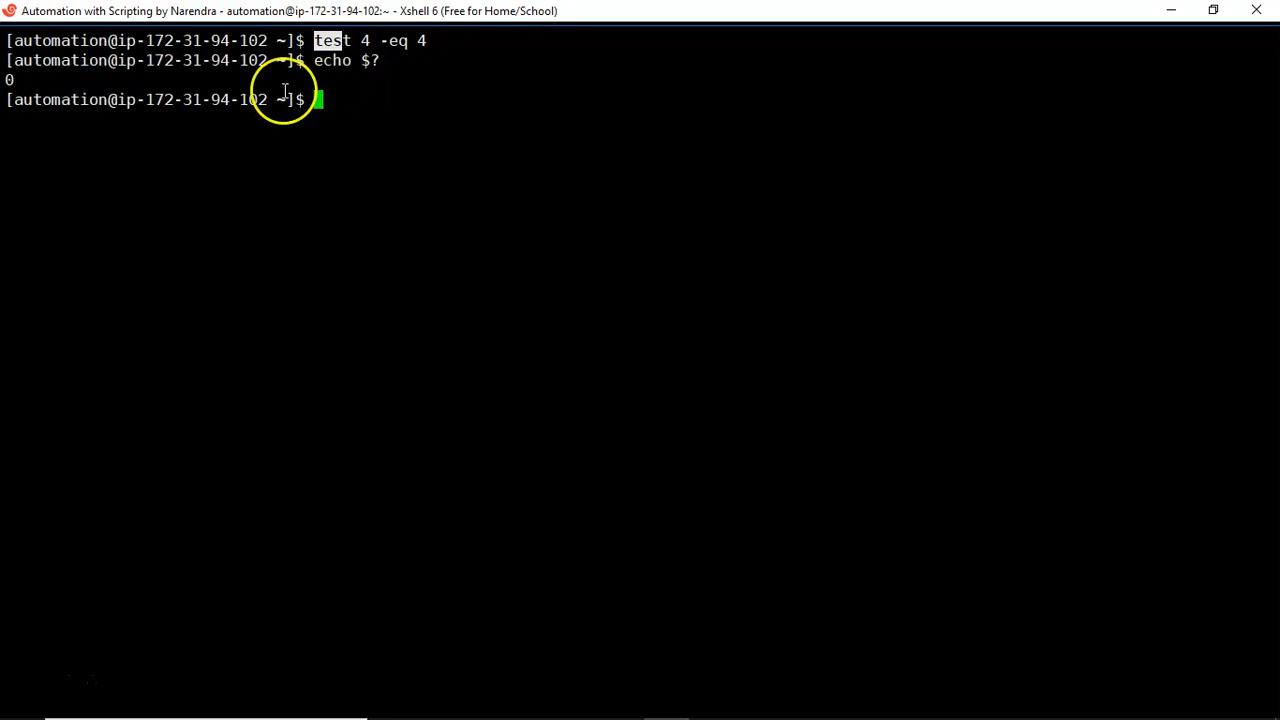 Automation with Scripting by Narendra - automation@ip-172-31-94-102:~ - Xshell 6 (Free for Home/School)
[automation@ip-172-31-94-102 ~]$ test 4 -eq 4
[automation@ip-172-31-94-102 ~]$ echo $?
0
[automation@ip-172-31-94-102 ~]$